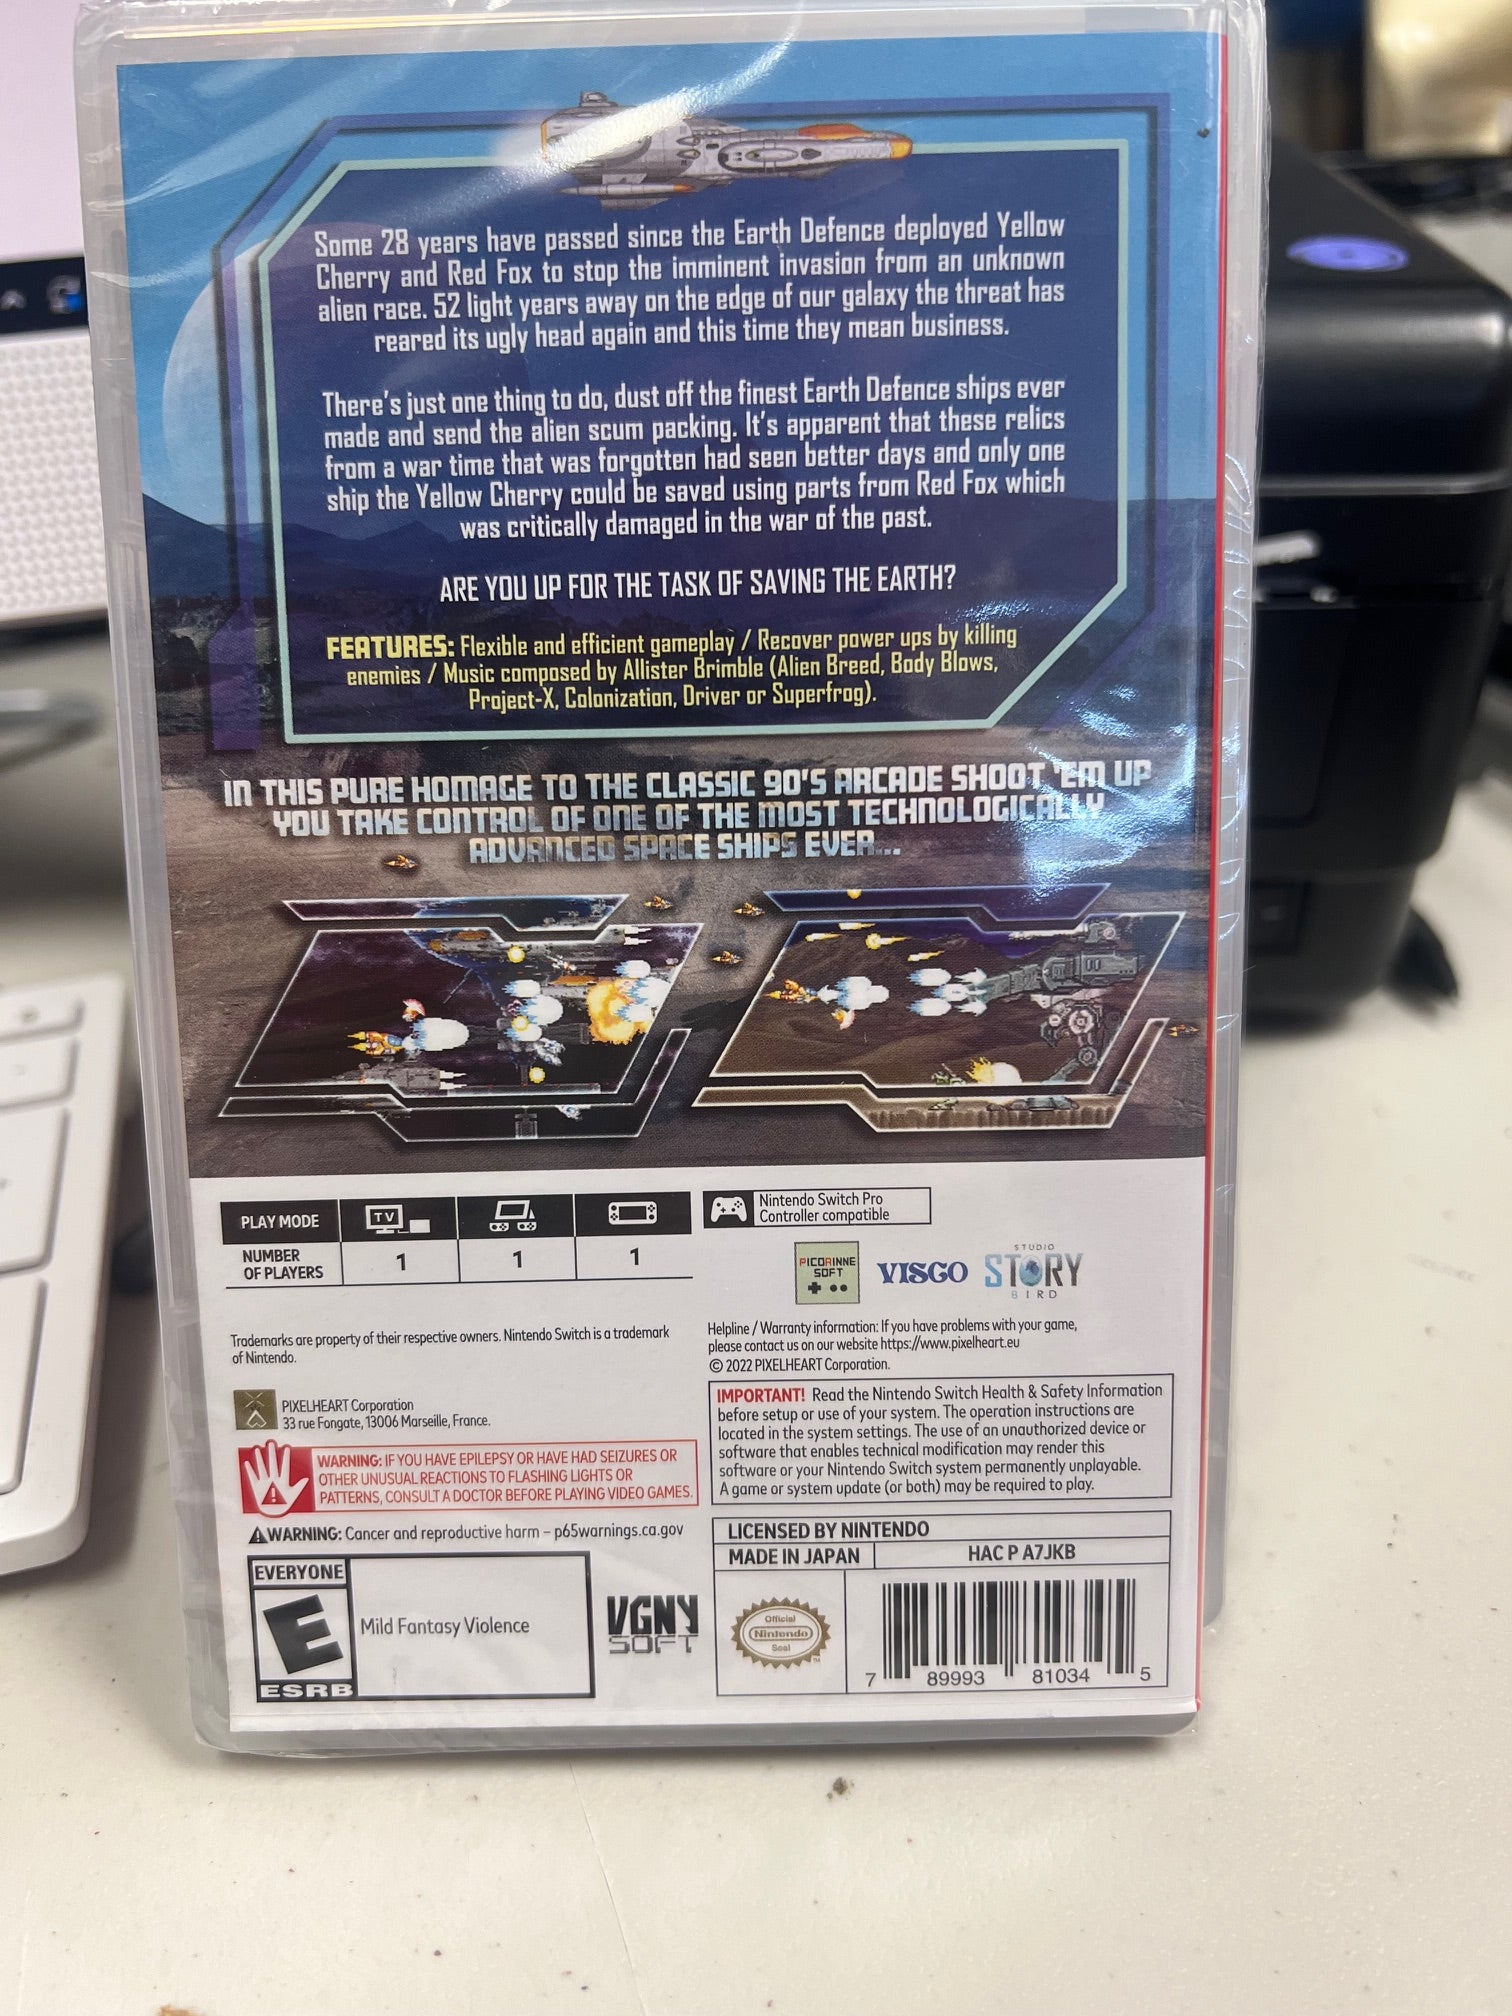 Some 28 years have passed since the Earth Defence deployed Yellow
Cherry and Red Fox to stop the imminent invasion from an unknown
alien race. 52 light years away on the edge of our galaxy the threat has
reared its ugly head again and this time they mean business.
There's just one thing to do, dust off the finest Earth Defence ships ever
made and send the alien scum packing. It's apparent that these relics
from a war time that was forgotten had seen better days and only one
ship the Yellow Cherry could be saved using parts from Red Fox which
was critically damaged in the war of the past.
ARE YOU UP FOR THE TASK OF SAVING THE EARTH?
FEATURES: Flexible and efficient gameplay / Recover power ups by killing
enemies / Music composed by Allister Brimble (Alien Breed, Body Blows,
Project-X, Colonization, Driver or Superfrog).
IN THIS PURE HOMAGE TO THE CLASSIC 90'S ARCADE SHOOT 'EM UP
YOU TAKE CONTROL OF ONE OF THE MOST TECHNOLOGICALLY
ADVANCED SPACE SHIPS EVER...
PLAY MODE
TV
NUMBER
OF PLAYERS
1
1
1
Nintendo Switch Pro
Controller compatible
PICORINNE
SOFT
VISCO
STUDIO
STORY
BIRD
Trademarks are property of their respective owners. Nintendo Switch is a trademark
of Nintendo.
Helpline / Warranty information: If you have problems with your game,
please contact us on our website https://www.pixelheart.eu
© 2022 PIXELHEART Corporation.
PIXELHEART Corporation
33 rue Fongate, 13006 Marseille, France.
WARNING: IF YOU HAVE EPILEPSY OR HAVE HAD SEIZURES OR
OTHER UNUSUAL REACTIONS TO FLASHING LIGHTS OR
PATTERNS, CONSULT A DOCTOR BEFORE PLAYING VIDEO GAMES.
WARNING: Cancer and reproductive harm – p65warnings.ca.gov
IMPORTANT! Read the Nintendo Switch Health & Safety Information
before setup or use of your system. The operation instructions are
located in the system settings. The use of an unauthorized device or
software that enables technical modification may render this
software or your Nintendo Switch system permanently unplayable.
A game or system update (or both) may be required to play.
EVERYONE
E
ESRB
Mild Fantasy Violence
VGNY
SOFT
LICENSED BY NINTENDO
MADE IN JAPAN
HAC P A7JKB
Official
Nintendo
Seal
7 89993 81034 5